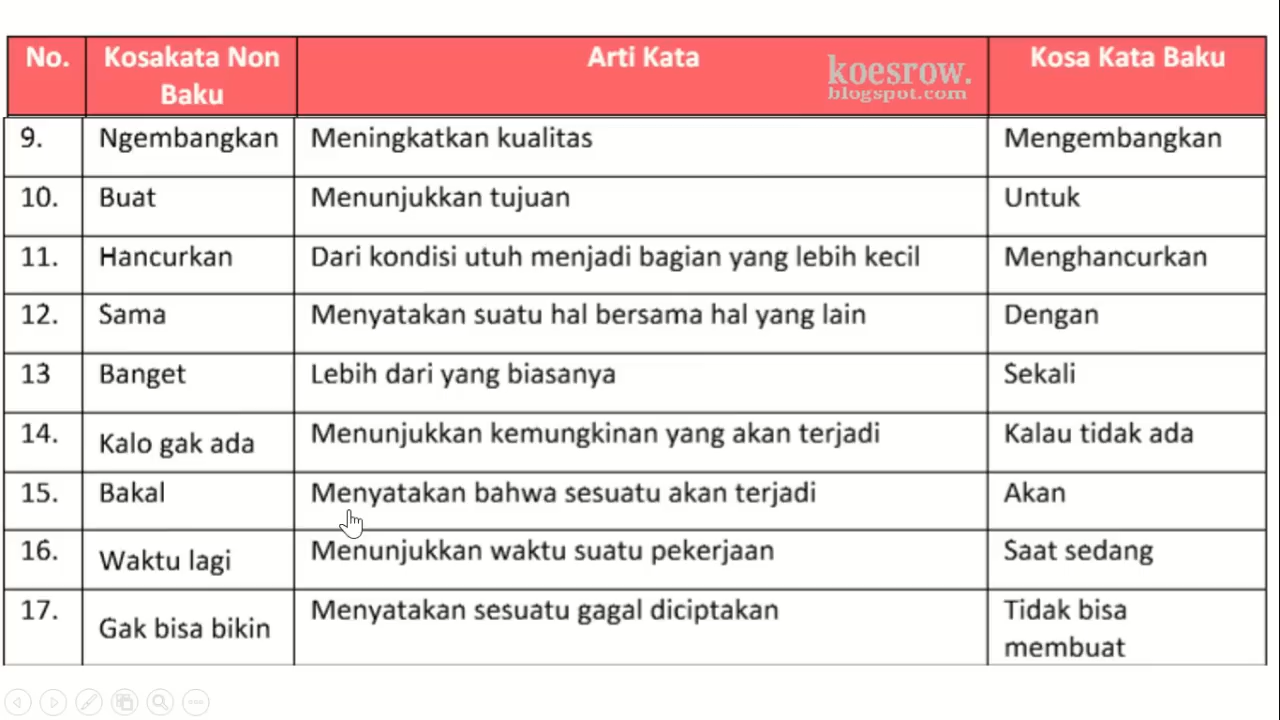 No. Kosakata Non Baku Arti Kata Kosa Kata Baku
koesrow.
blogspot.com
9. Ngembangkan Meningkatkan kualitas Mengembangkan
10. Buat Menunjukkan tujuan Untuk
11. Hancurkan Dari kondisi utuh menjadi bagian yang lebih kecil Menghancurkan
12. Sama Menyatakan suatu hal bersama hal yang lain Dengan
13 Banget Lebih dari yang biasanya Sekali
14. Kalo gak ada Menunjukkan kemungkinan yang akan terjadi Kalau tidak ada
15. Bakal Menyatakan bahwa sesuatu akan terjadi Akan
16. Waktu lagi Menunjukkan waktu suatu pekerjaan Saat sedang
17. Gak bisa bikin Menyatakan sesuatu gagal diciptakan Tidak bisa
membuat